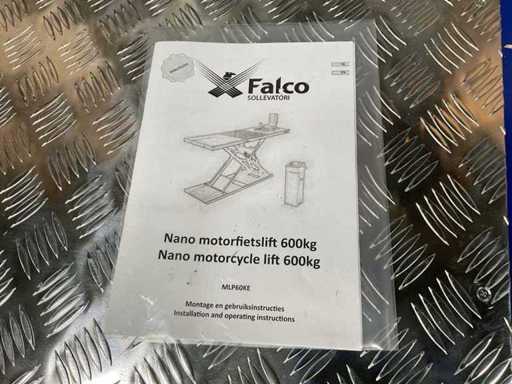 Falco
SOLLEVATORI
Nano motorfietslift 600kg
Nano motorcycle lift 600kg
MLP60KE
Montage en gebruiksinstructies
Installation and operating instructions